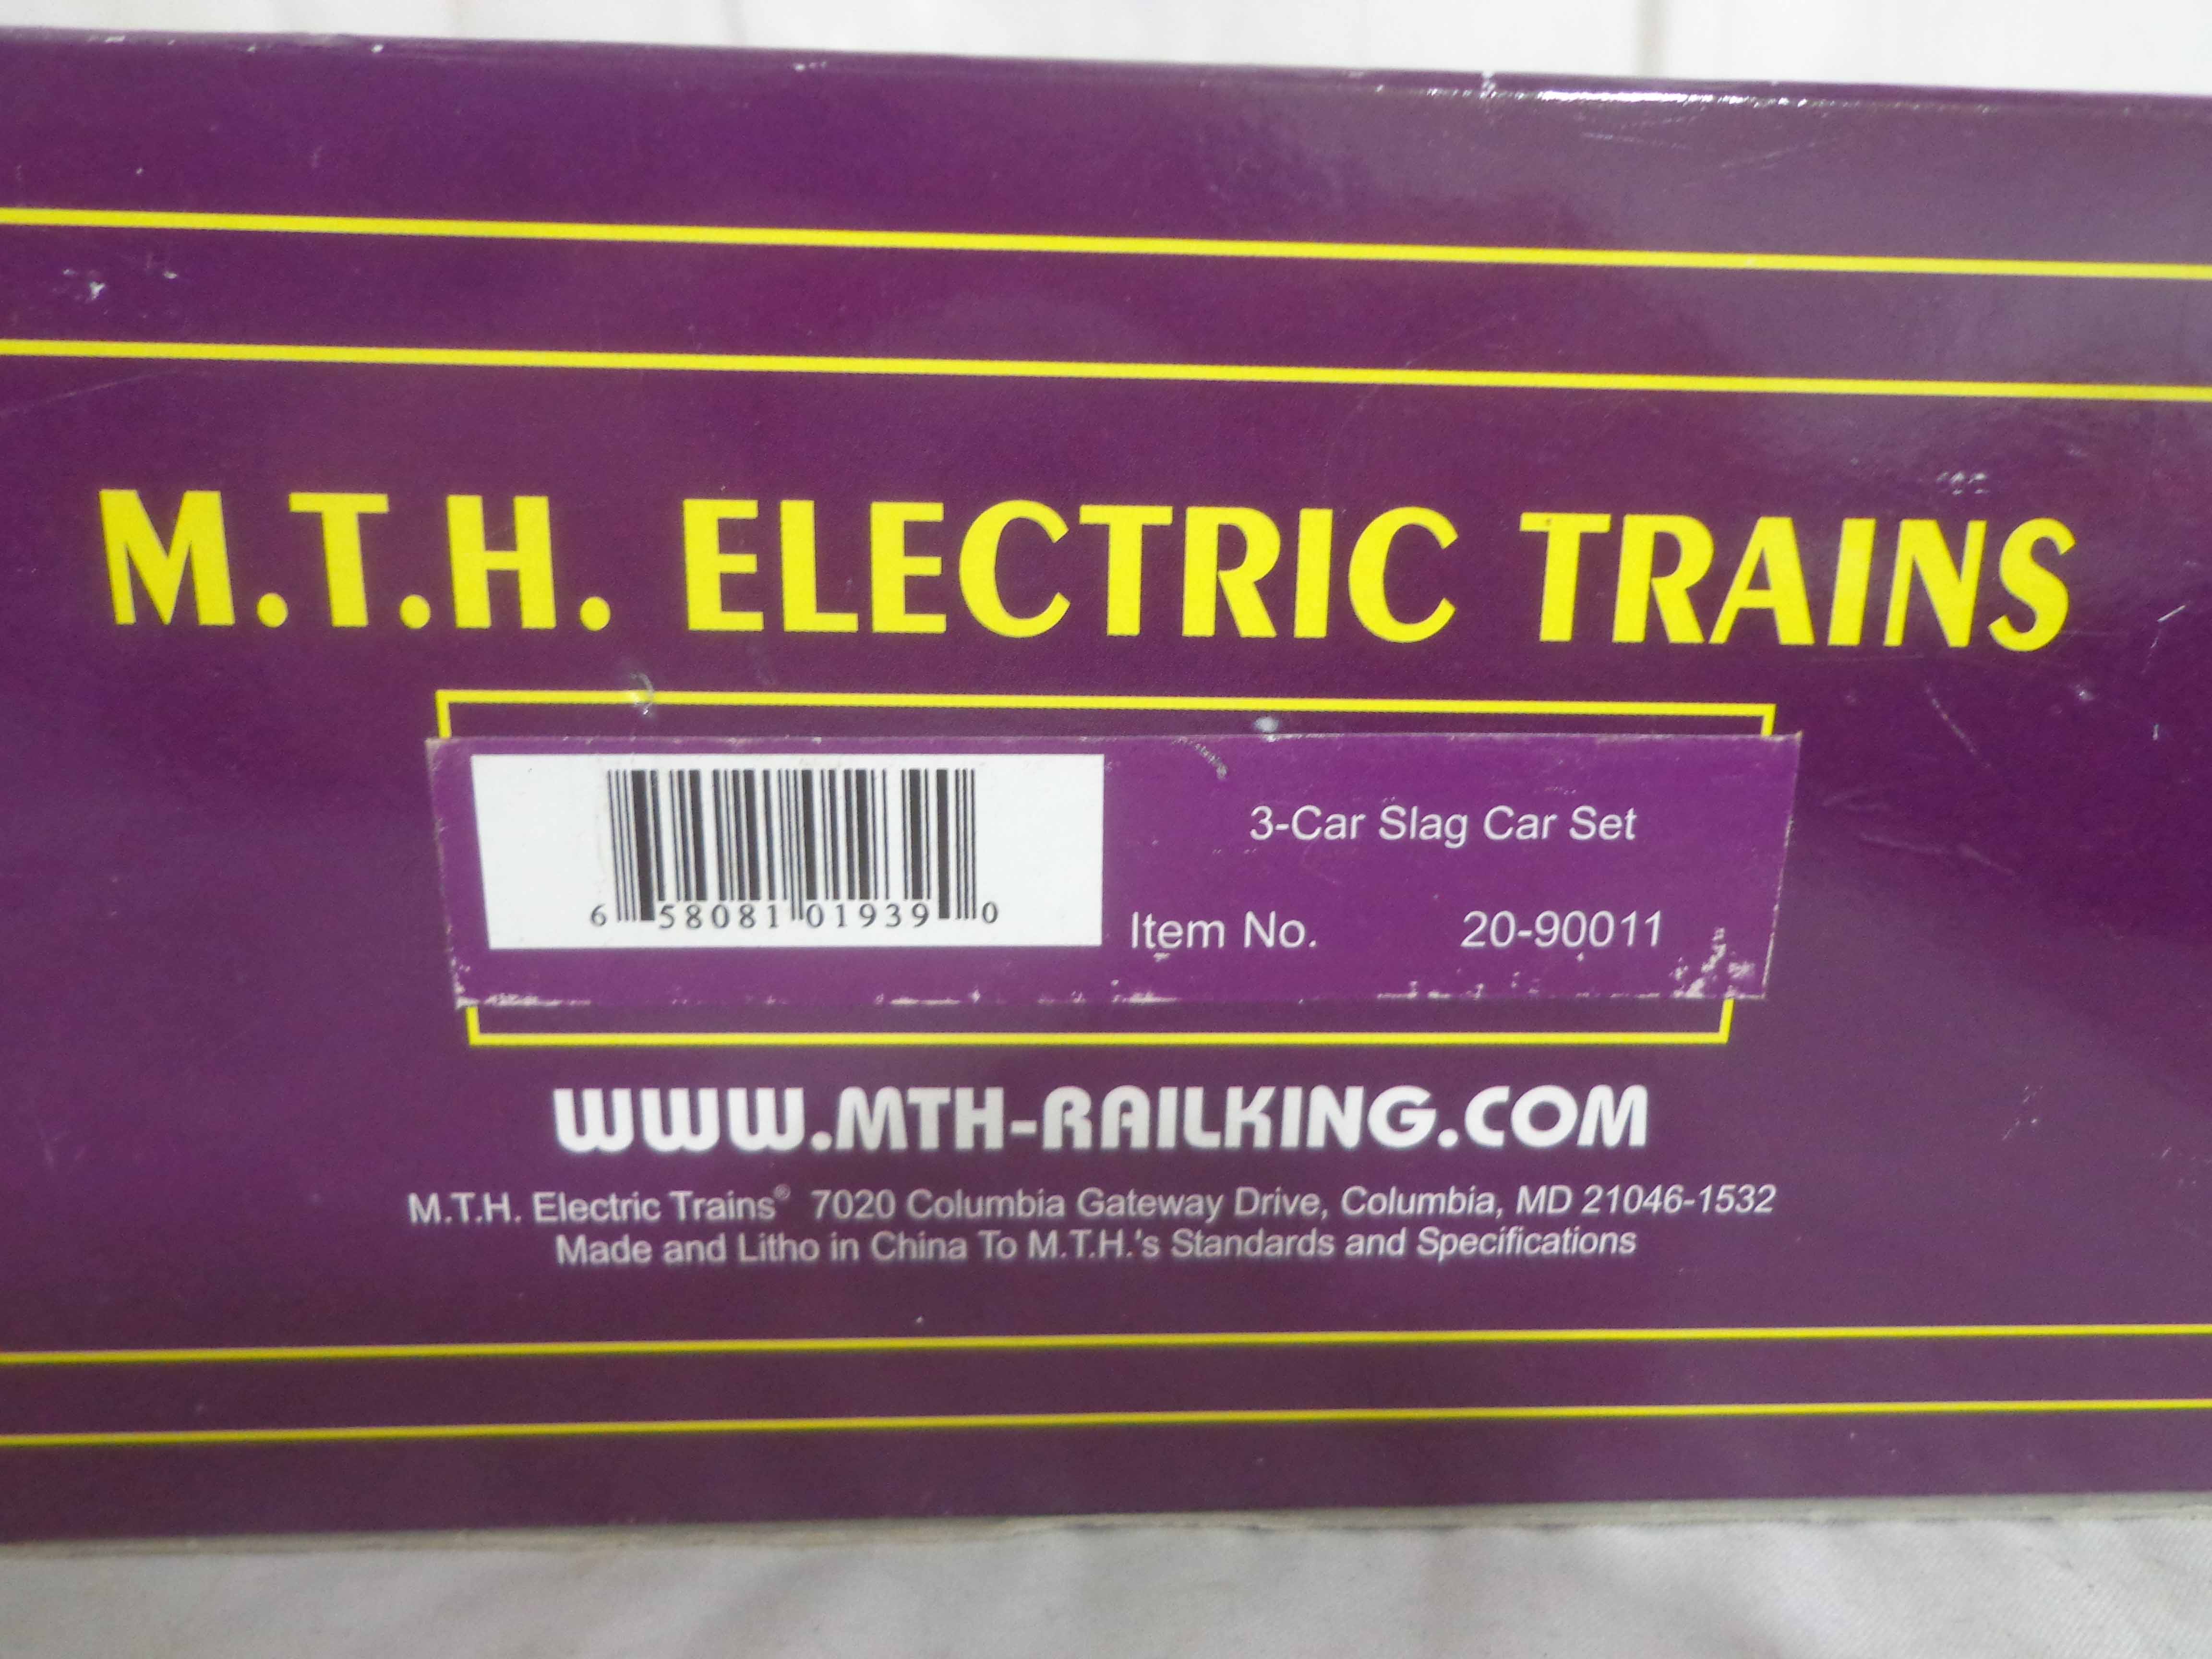 M.T.H. ELECTRIC TRAINS
3-Car Slag Car Set
6 58081 01939 0
Item No. 20-90011
WWW.MTH-RAILKING.COM
M.T.H. Electric Trains® 7020 Columbia Gateway Drive, Columbia, MD 21046-1532
Made and Litho in China To M.T.H.'s Standards and Specifications